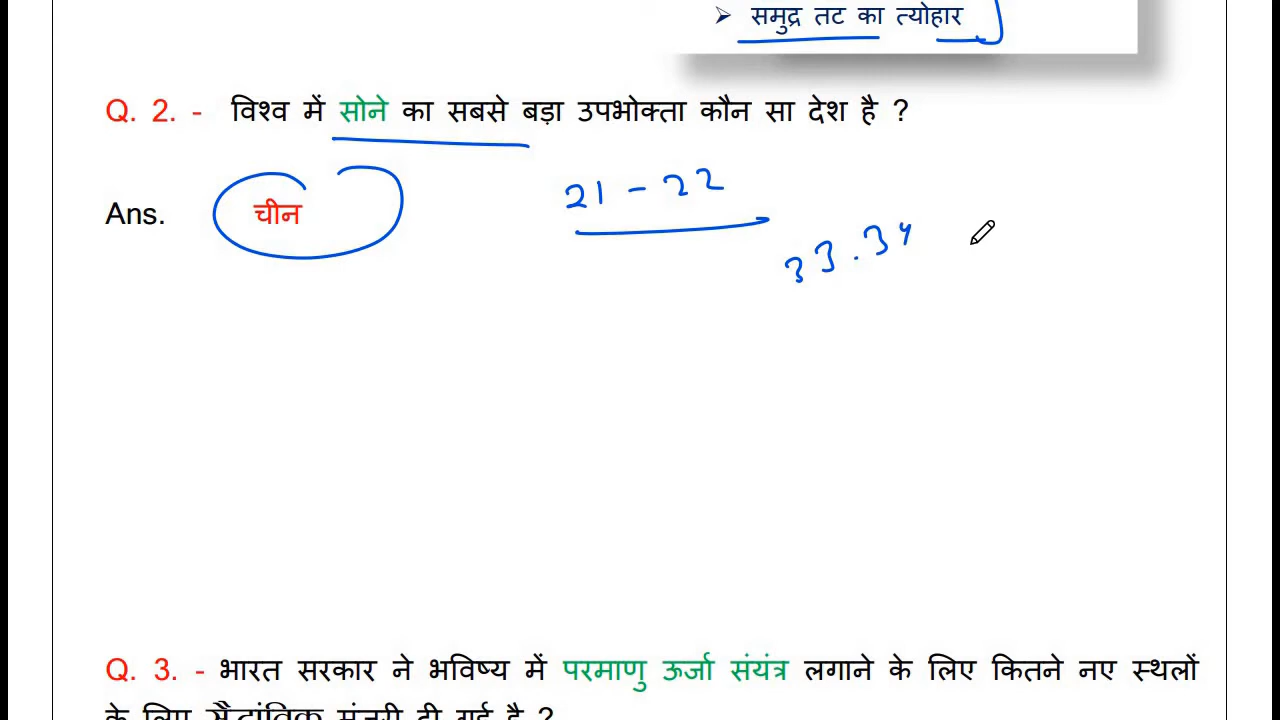 ➢ समुद्र तट का त्योहार
Q. 2. - विश्व में सोने का सबसे बड़ा उपभोक्ता कौन सा देश है ?
21 - 22
Ans. चीन
33.34
Q. 3. - भारत सरकार ने भविष्य में परमाणु ऊर्जा संयंत्र लगाने के लिए कितने नए स्थलों
के लिए सैद्धांतिक मंजूरी दी गई है ?